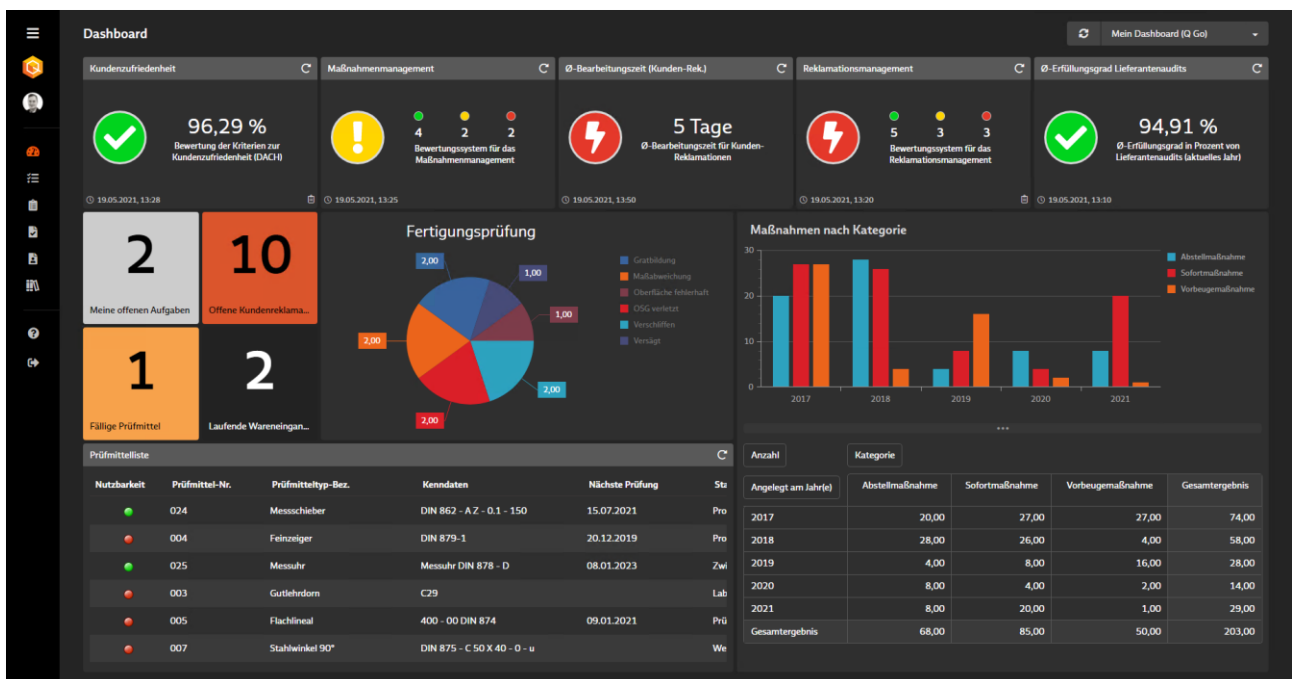 Dashboard
Mein Dashboard (Q Go)
Kundenzufriedenheit
96,29 %
Bewertung der Kriterien zur
Kundenzufriedenheit (DACH)
19.05.2021, 13:28
Maßnahmenmanagement
4 2 2
Bewertungssystem für das
Maßnahmenmanagement
19.05.2021, 13:25
Ø-Bearbeitungszeit (Kunden-Rek.)
5 Tage
Ø-Bearbeitungszeit für Kunden-
Reklamationen
19.05.2021, 13:50
Reklamationsmanagement
5 3 3
Bewertungssystem für das
Reklamationsmanagement
19.05.2021, 13:20
Ø-Erfüllungsgrad Lieferantenaudits
94,91 %
Ø-Erfüllungsgrad in Prozent von
Lieferantenaudits (aktuelles Jahr)
19.05.2021, 13:10
2
Meine offenen Aufgaben
10
Offene Kundenreklama...
1
Fällige Prüfmittel
2
Laufende Wareneingan...
Fertigungsprüfung
2,00
1,00
1,00
2,00
2,00
2,00
Gratbildung
Maßabweichung
Oberfläche fehlerhaft
OSG verletzt
Verschliffen
Versägt
Maßnahmen nach Kategorie
30
20
10
0
2017 2018 2019 2020 2021
Abstellmaßnahme
Sofortmaßnahme
Vorbeugemaßnahme
Prüfmittelliste
Nutzbarkeit Prüfmittel-Nr. Prüfmitteltyp-Bez. Kenndaten Nächste Prüfung Sta
024 Messschieber DIN 862 - A Z - 0.1 - 150 15.07.2021 Pro
004 Feinzeiger DIN 879-1 20.12.2019 Pro
025 Messuhr Messuhr DIN 878 - D 08.01.2023 Zwi
003 Gutlehrdorn C29 Lab
005 Flachlineal 400 - 00 DIN 874 09.01.2021 Prü
007 Stahlwinkel 90° DIN 875 - C 50 X 40 - 0 - u We
Anzahl Kategorie
Angelegt am Jahr(e) Abstellmaßnahme Sofortmaßnahme Vorbeugemaßnahme Gesamtergebnis
2017 20,00 27,00 27,00 74,00
2018 28,00 26,00 4,00 58,00
2019 4,00 8,00 16,00 28,00
2020 8,00 4,00 2,00 14,00
2021 8,00 20,00 1,00 29,00
Gesamtergebnis 68,00 85,00 50,00 203,00